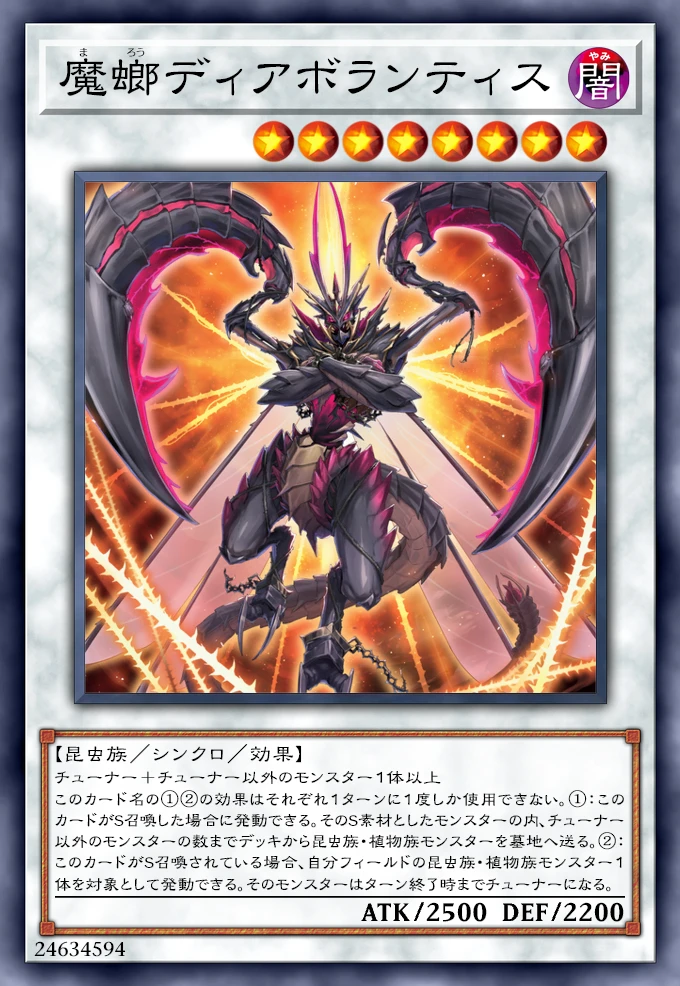 ま ろう
魔螂ディアボランティス
やみ
闇
【昆虫族／シンクロ／効果】
チューナー＋チューナー以外のモンスター１体以上
このカード名の①②の効果はそれぞれ１ターンに１度しか使用できない。①：この
カードがS召喚した場合に発動できる。そのS素材としたモンスターの内、チューナー
以外のモンスターの数までデッキから昆虫族・植物族モンスターを墓地へ送る。②：
このカードがS召喚されている場合、自分フィールドの昆虫族・植物族モンスター１
体を対象として発動できる。そのモンスターはターン終了時までチューナーになる。
ATK/2500 DEF/2200
24634594